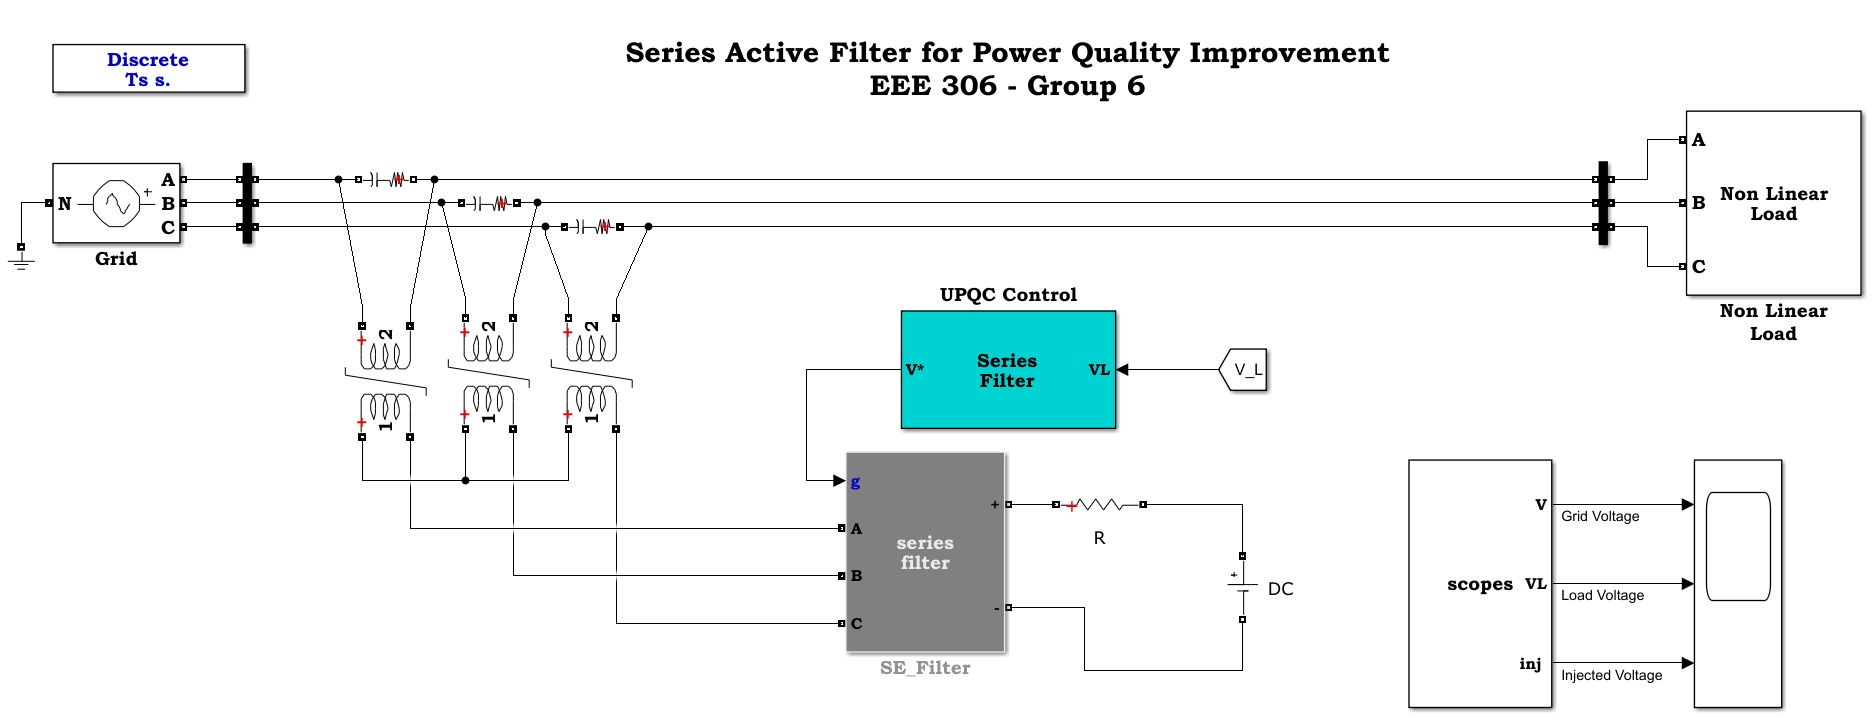 Series Active Filter for Power Quality Improvement
EEE 306 - Group 6
Discrete
Ts s.
N
A
B
C
+
Grid
A
B
C
Non Linear
Load
Non Linear
Load
2
1
2
1
2
1
UPQC Control
V*
Series
Filter
VL
V_L
g
A
B
C
series
filter
+
-
SE_Filter
R
+
DC
scopes
V
VL
inj
Grid Voltage
Load Voltage
Injected Voltage